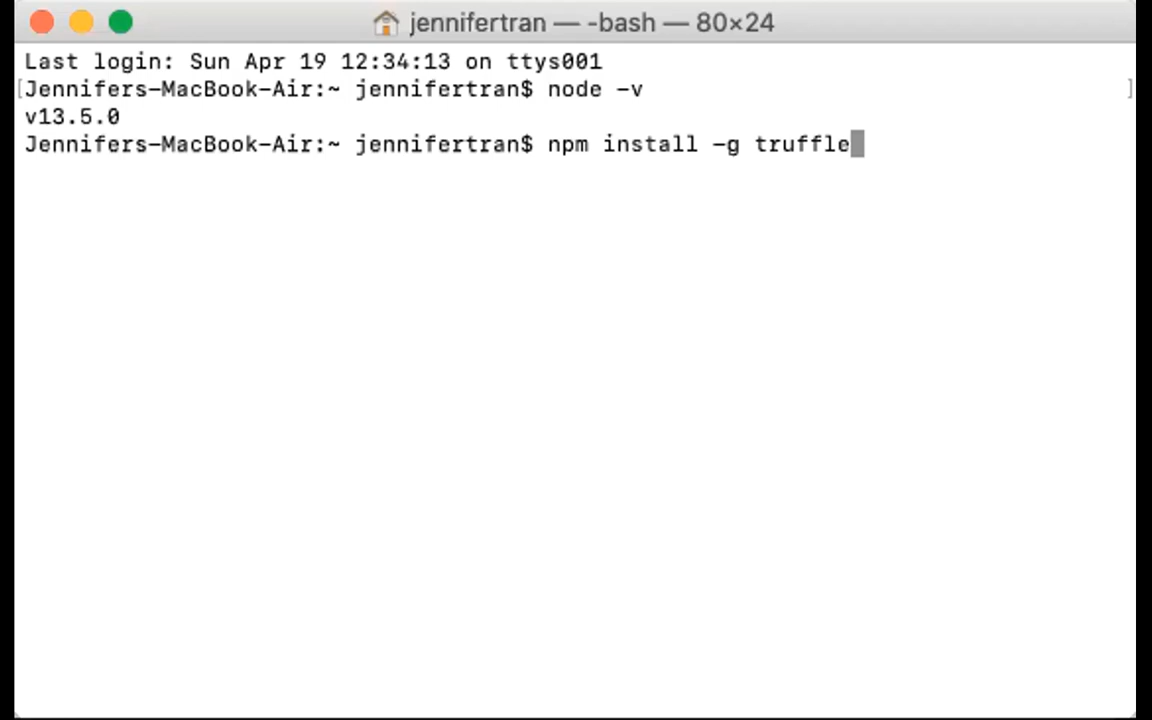 jennifertran — -bash — 80×24
Last login: Sun Apr 19 12:34:13 on ttys001
[Jennifers-MacBook-Air:~ jennifertran$ node -v ]
v13.5.0
Jennifers-MacBook-Air:~ jennifertran$ npm install -g truffle